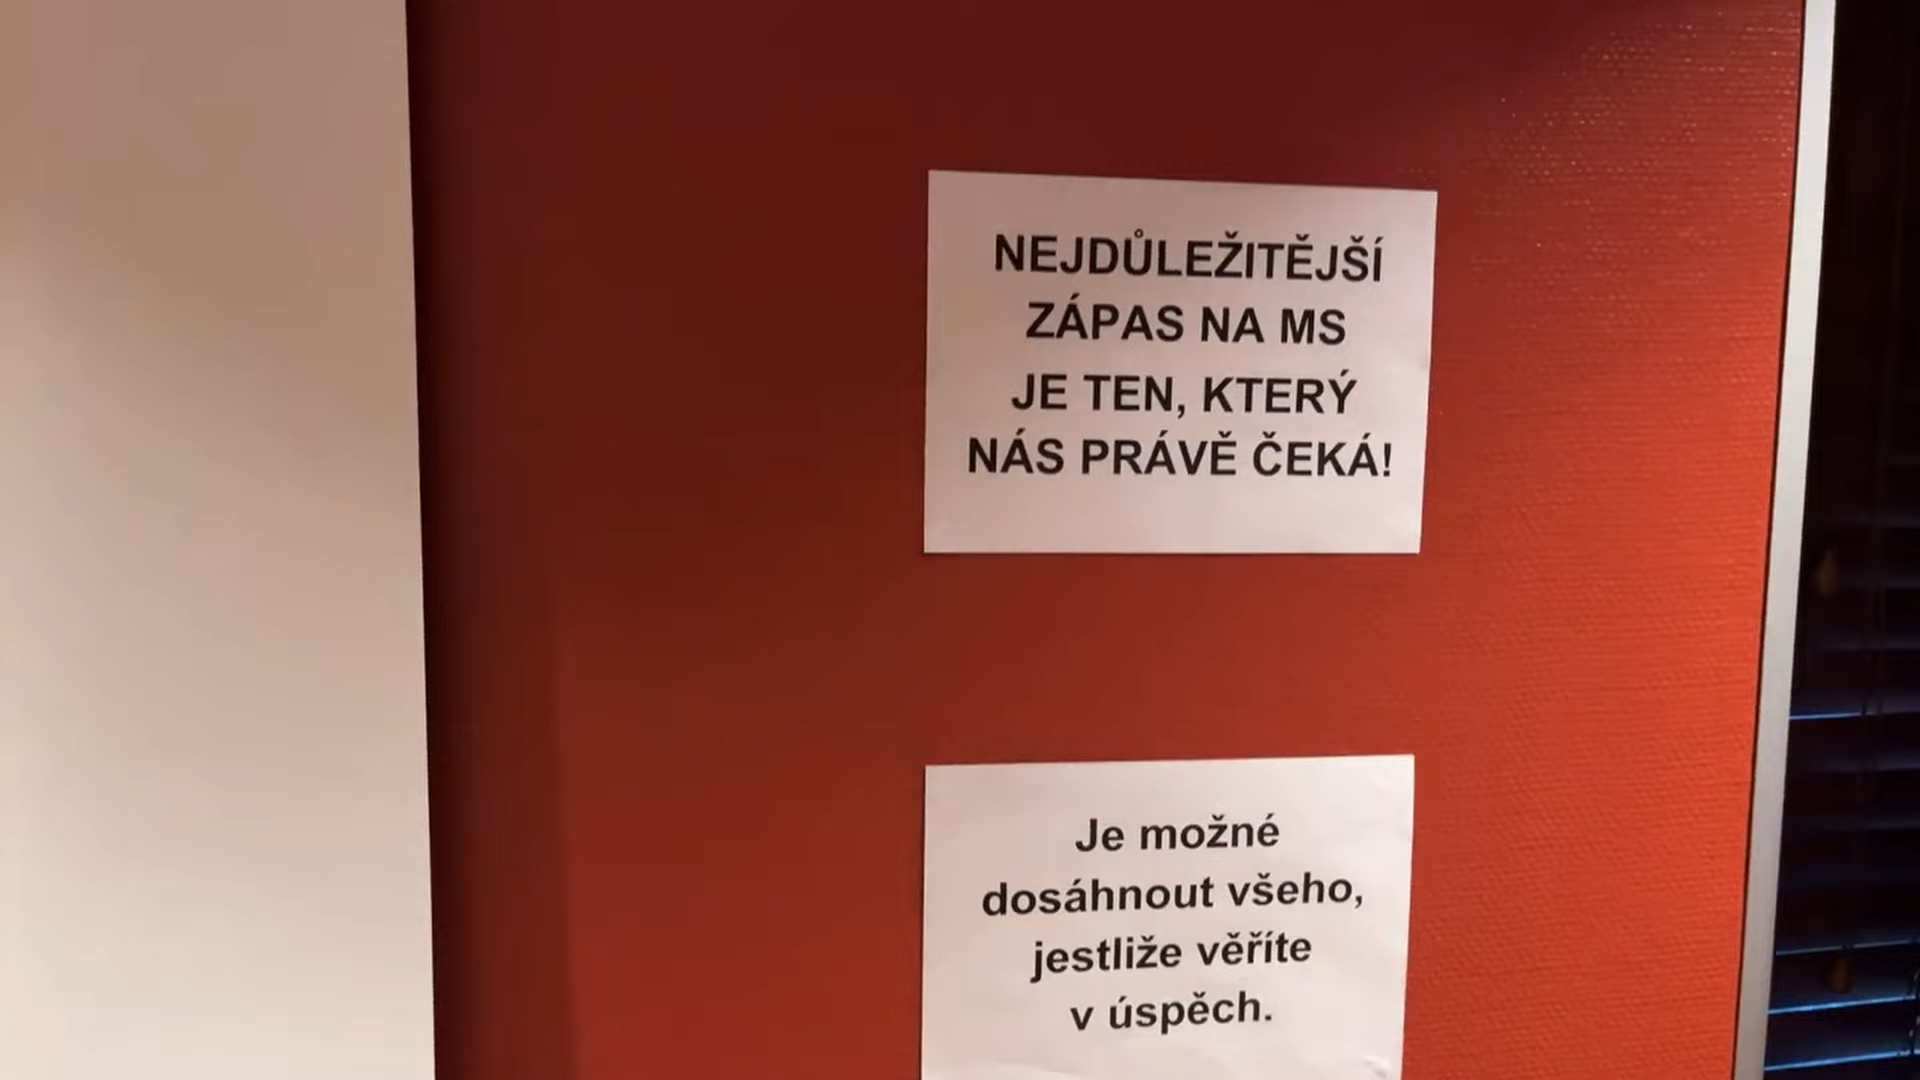 NEJDŮLEŽITĚJŠÍ
ZÁPAS NA MS
JE TEN, KTERÝ
NÁS PRÁVĚ ČEKÁ!
Je možné
dosáhnout všeho,
jestliže věříte
v úspěch.